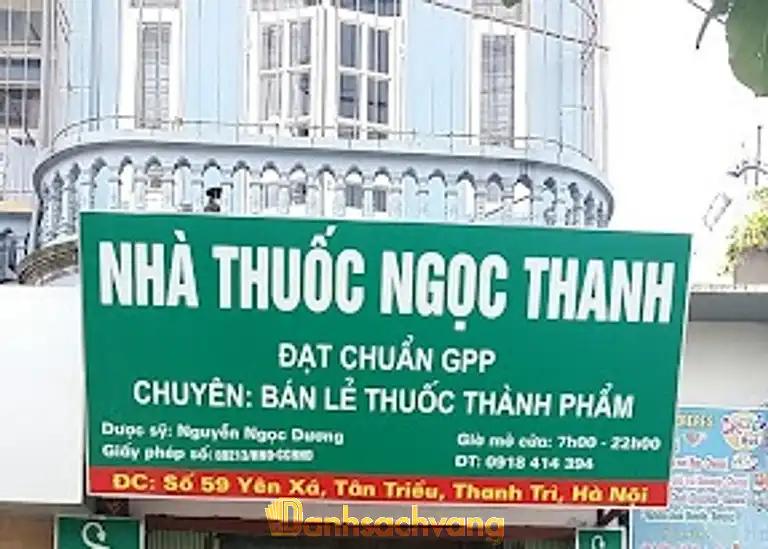 NHÀ THUỐC NGỌC THANH
ĐẠT CHUẨN GPP
CHUYÊN: BÁN LẺ THUỐC THÀNH PHẨM
Dược sỹ: Nguyễn Ngọc Dương
Giờ mở cửa: 7h00 - 22h00
Giấy phép số:
ĐT: 0918 414 394
ĐC: Số 59 Yên Xá, Tân Triều, Thanh Trì, Hà Nội
Danhsachvang